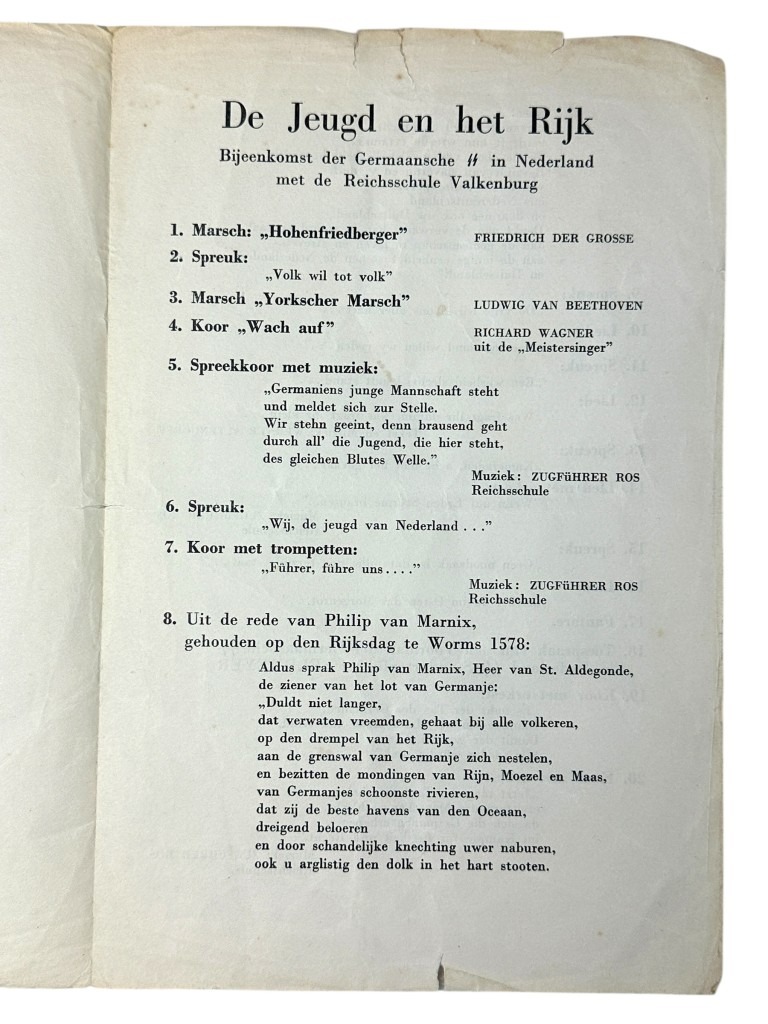 De Jeugd en het Rijk
Bijeenkomst der Germaansche ᛋᛋ in Nederland
met de Reichsschule Valkenburg
1. Marsch: „Hohenfriedberger” FRIEDRICH DER GROSSE
2. Spreuk:
„Volk wil tot volk”
3. Marsch „Yorkscher Marsch” LUDWIG VAN BEETHOVEN
4. Koor „Wach auf” RICHARD WAGNER
uit de „Meistersinger”
5. Spreekkoor met muziek:
„Germaniens junge Mannschaft steht
und meldet sich zur Stelle.
Wir stehn geeint, denn brausend geht
durch all' die Jugend, die hier steht,
des gleichen Blutes Welle.”
Muziek: ZUGFÜHRER ROS
Reichsschule
6. Spreuk:
„Wij, de jeugd van Nederland . . .”
7. Koor met trompetten:
„Führer, führe uns . . . .”
Muziek: ZUGFÜHRER ROS
Reichsschule
8. Uit de rede van Philip van Marnix,
gehouden op den Rijksdag te Worms 1578:
Aldus sprak Philip van Marnix, Heer van St. Aldegonde,
de ziener van het lot van Germanje:
„Duldt niet langer,
dat verwaten vreemden, gehaat bij alle volkeren,
op den drempel van het Rijk,
aan de grenswal van Germanje zich nestelen,
en bezitten de mondingen van Rijn, Moezel en Maas,
van Germanjes schoonste rivieren,
dat zij de beste havens van den Oceaan,
dreigend beloeren
en door schandelijke knechting uwer naburen,
ook u arglistig den dolk in het hart stooten.